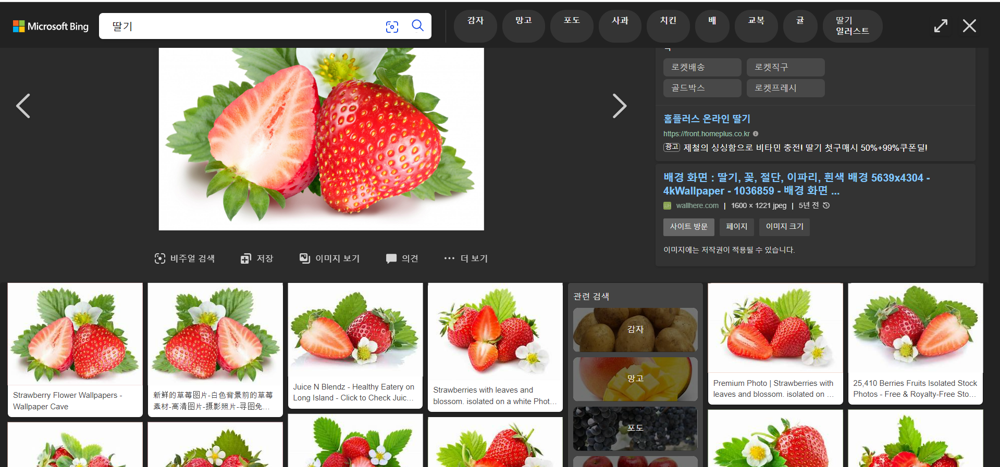 Microsoft Bing
딸기
감자
망고
포도
사과
치킨
배
교복
귤
딸기
일러스트
로켓배송
로켓직구
골드박스
로켓프레시
홈플러스 온라인 딸기
https://front.homeplus.co.kr
광고 제철의 싱싱함으로 비타민 충전! 딸기 첫구매시 50%+99%쿠폰딜!
배경 화면 : 딸기, 꽃, 절단, 이파리, 흰색 배경 5639x4304 -
4kWallpaper - 1036859 - 배경 화면 ...
wallhere.com | 1600 × 1221 jpeg | 5년 전
사이트 방문
페이지
이미지 크기
이미지에는 저작권이 적용될 수 있습니다.
비주얼 검색
저장
이미지 보기
의견
더 보기
Strawberry Flower Wallpapers -
Wallpaper Cave
新鲜的草莓图片-白色背景前的草莓
素材-高清图片-摄影照片-寻图免...
Juice N Blendz - Healthy Eatery on
Long Island - Click to Check Juic...
Strawberries with leaves and
blossom. isolated on a white Phot...
관련 검색
감자
망고
포도
Premium Photo | Strawberries with
leaves and blossom. isolated on ...
25,410 Berries Fruits Isolated Stock
Photos - Free & Royalty-Free Sto...